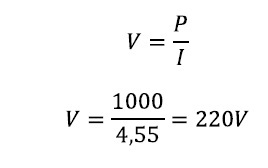 V = P/I
V = 1000/4,55 = 220V